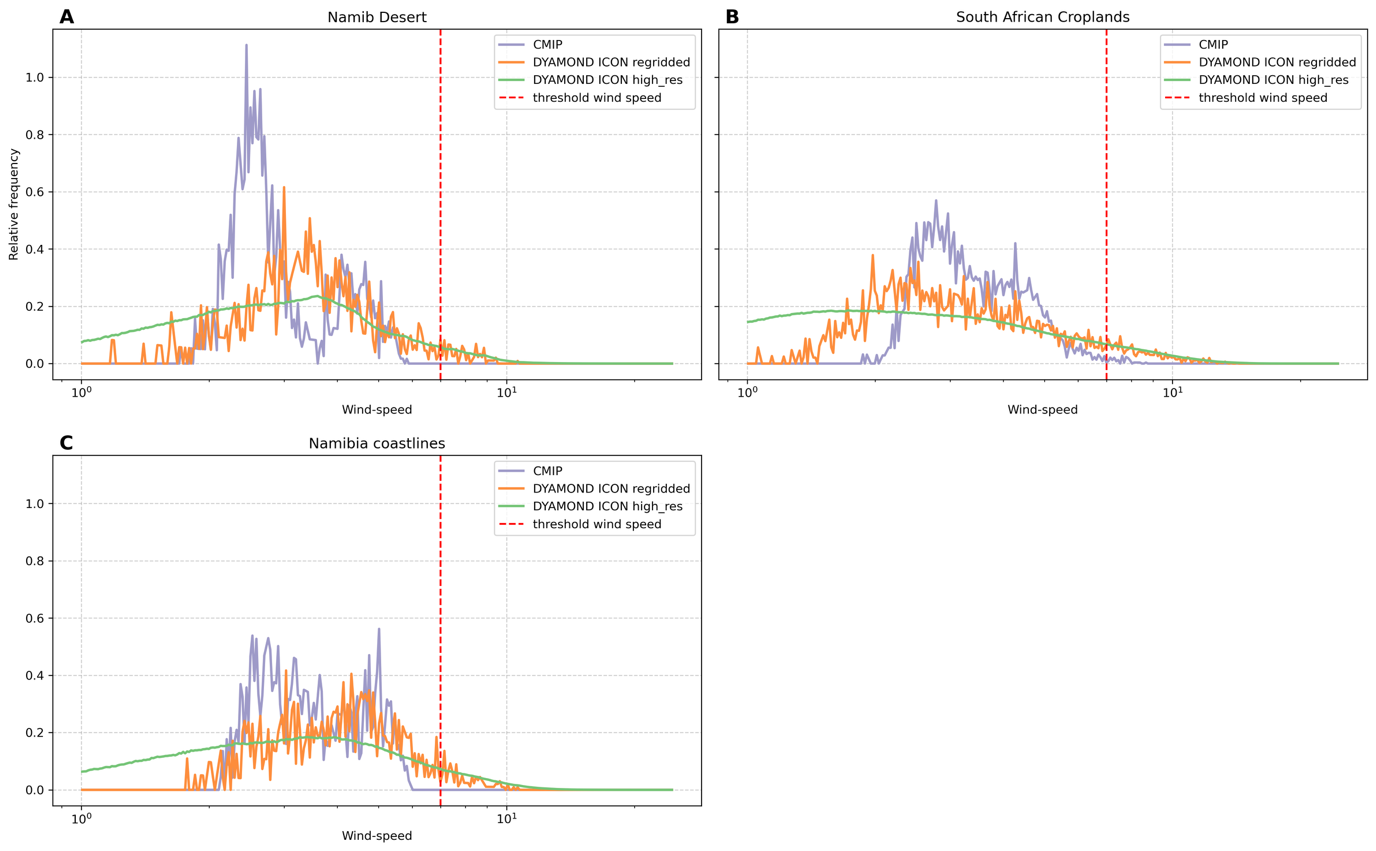 A
Namib Desert
Relative frequency
1.0
0.8
0.6
0.4
0.2
0.0
CMIP
DYAMOND ICON regridded
DYAMOND ICON high_res
threshold wind speed
10⁰
10¹
Wind-speed
B
South African Croplands
CMIP
DYAMOND ICON regridded
DYAMOND ICON high_res
threshold wind speed
10⁰
10¹
Wind-speed
C
Namibia coastlines
1.0
0.8
0.6
0.4
0.2
0.0
CMIP
DYAMOND ICON regridded
DYAMOND ICON high_res
threshold wind speed
10⁰
10¹
Wind-speed